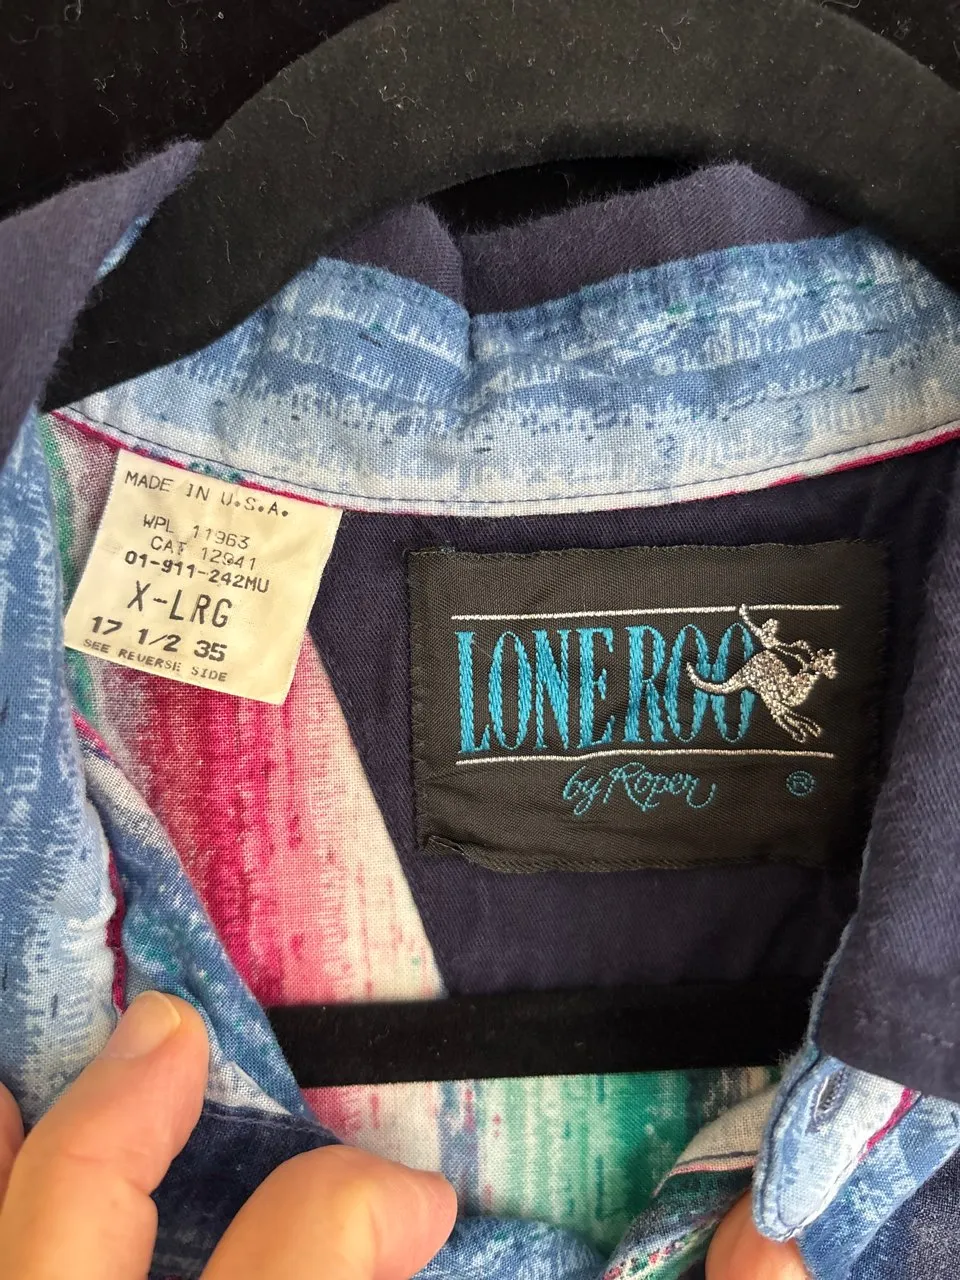 MADE IN U.S.A.
WPL 11963
CAT 12941
01-911-242MU
X-LRG
17 1/2 35
SEE REVERSE SIDE
LONE ROO
by Roper ®